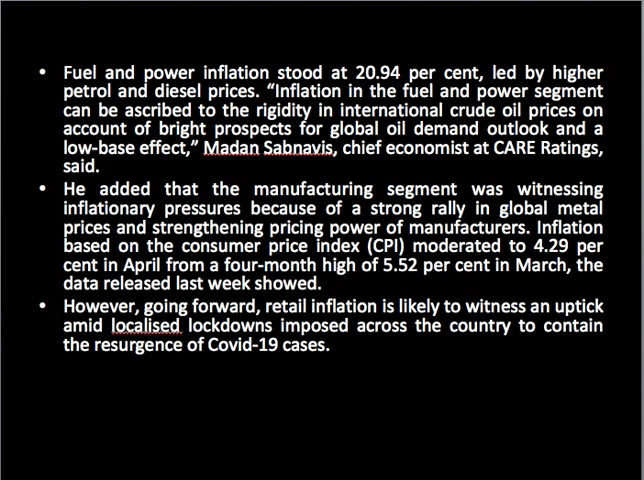 • Fuel and power inflation stood at 20.94 per cent, led by higher
petrol and diesel prices. “Inflation in the fuel and power segment
can be ascribed to the rigidity in international crude oil prices on
account of bright prospects for global oil demand outlook and a
low-base effect,” Madan Sabnavis, chief economist at CARE Ratings,
said.
• He added that the manufacturing segment was witnessing
inflationary pressures because of a strong rally in global metal
prices and strengthening pricing power of manufacturers. Inflation
based on the consumer price index (CPI) moderated to 4.29 per
cent in April from a four-month high of 5.52 per cent in March, the
data released last week showed.
• However, going forward, retail inflation is likely to witness an uptick
amid localised lockdowns imposed across the country to contain
the resurgence of Covid-19 cases.